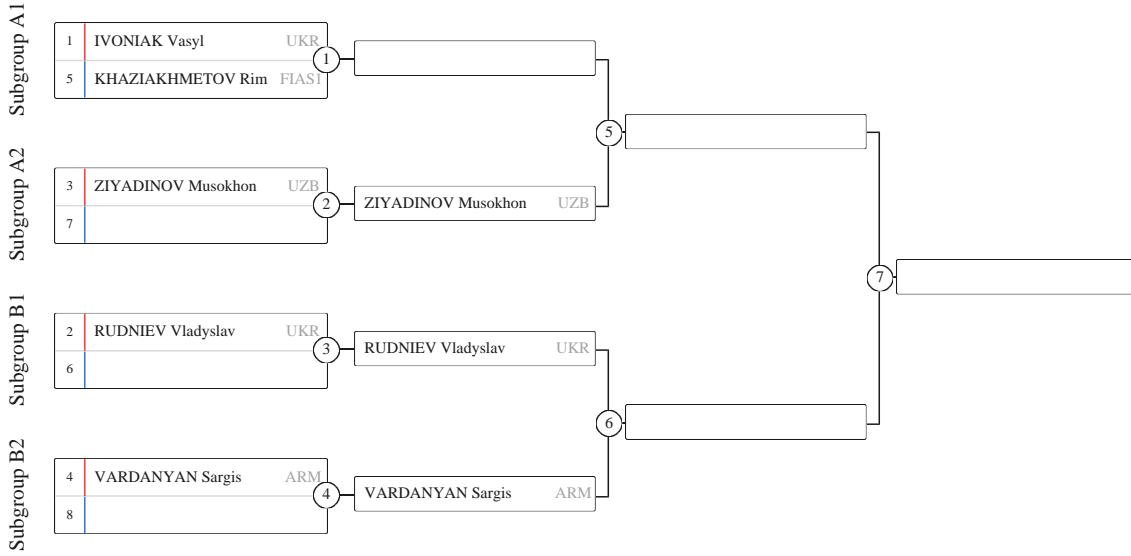 Subgroup A1
1 IVONIAK Vasyl UKR
5 KHAZIAKHMETOV Rim FIAS1
1
5
Subgroup A2
3 ZIYADINOV Musokhon UZB
7
2
ZIYADINOV Musokhon UZB
7
Subgroup B1
2 RUDNIEV Vladyslav UKR
6
3
RUDNIEV Vladyslav UKR
6
Subgroup B2
4 VARDANYAN Sargis ARM
8
4
VARDANYAN Sargis ARM